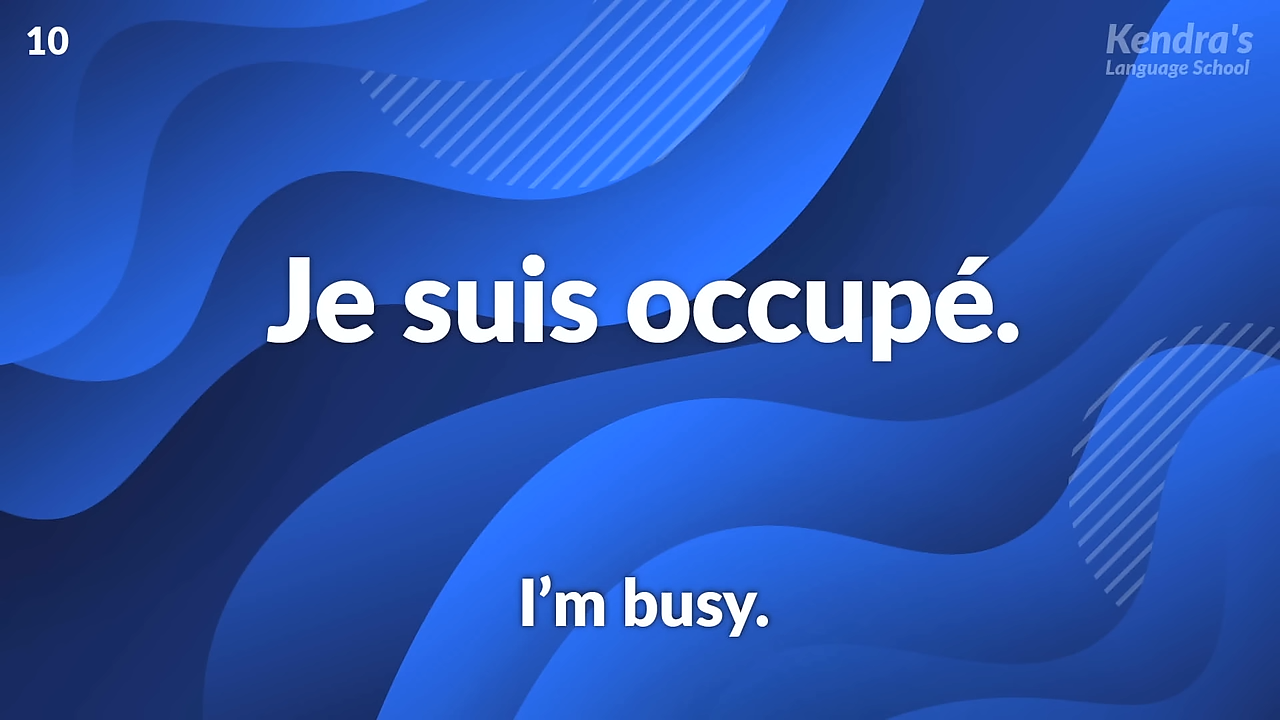 10
Kendra's
Language School
Je suis occupé.
I’m busy.